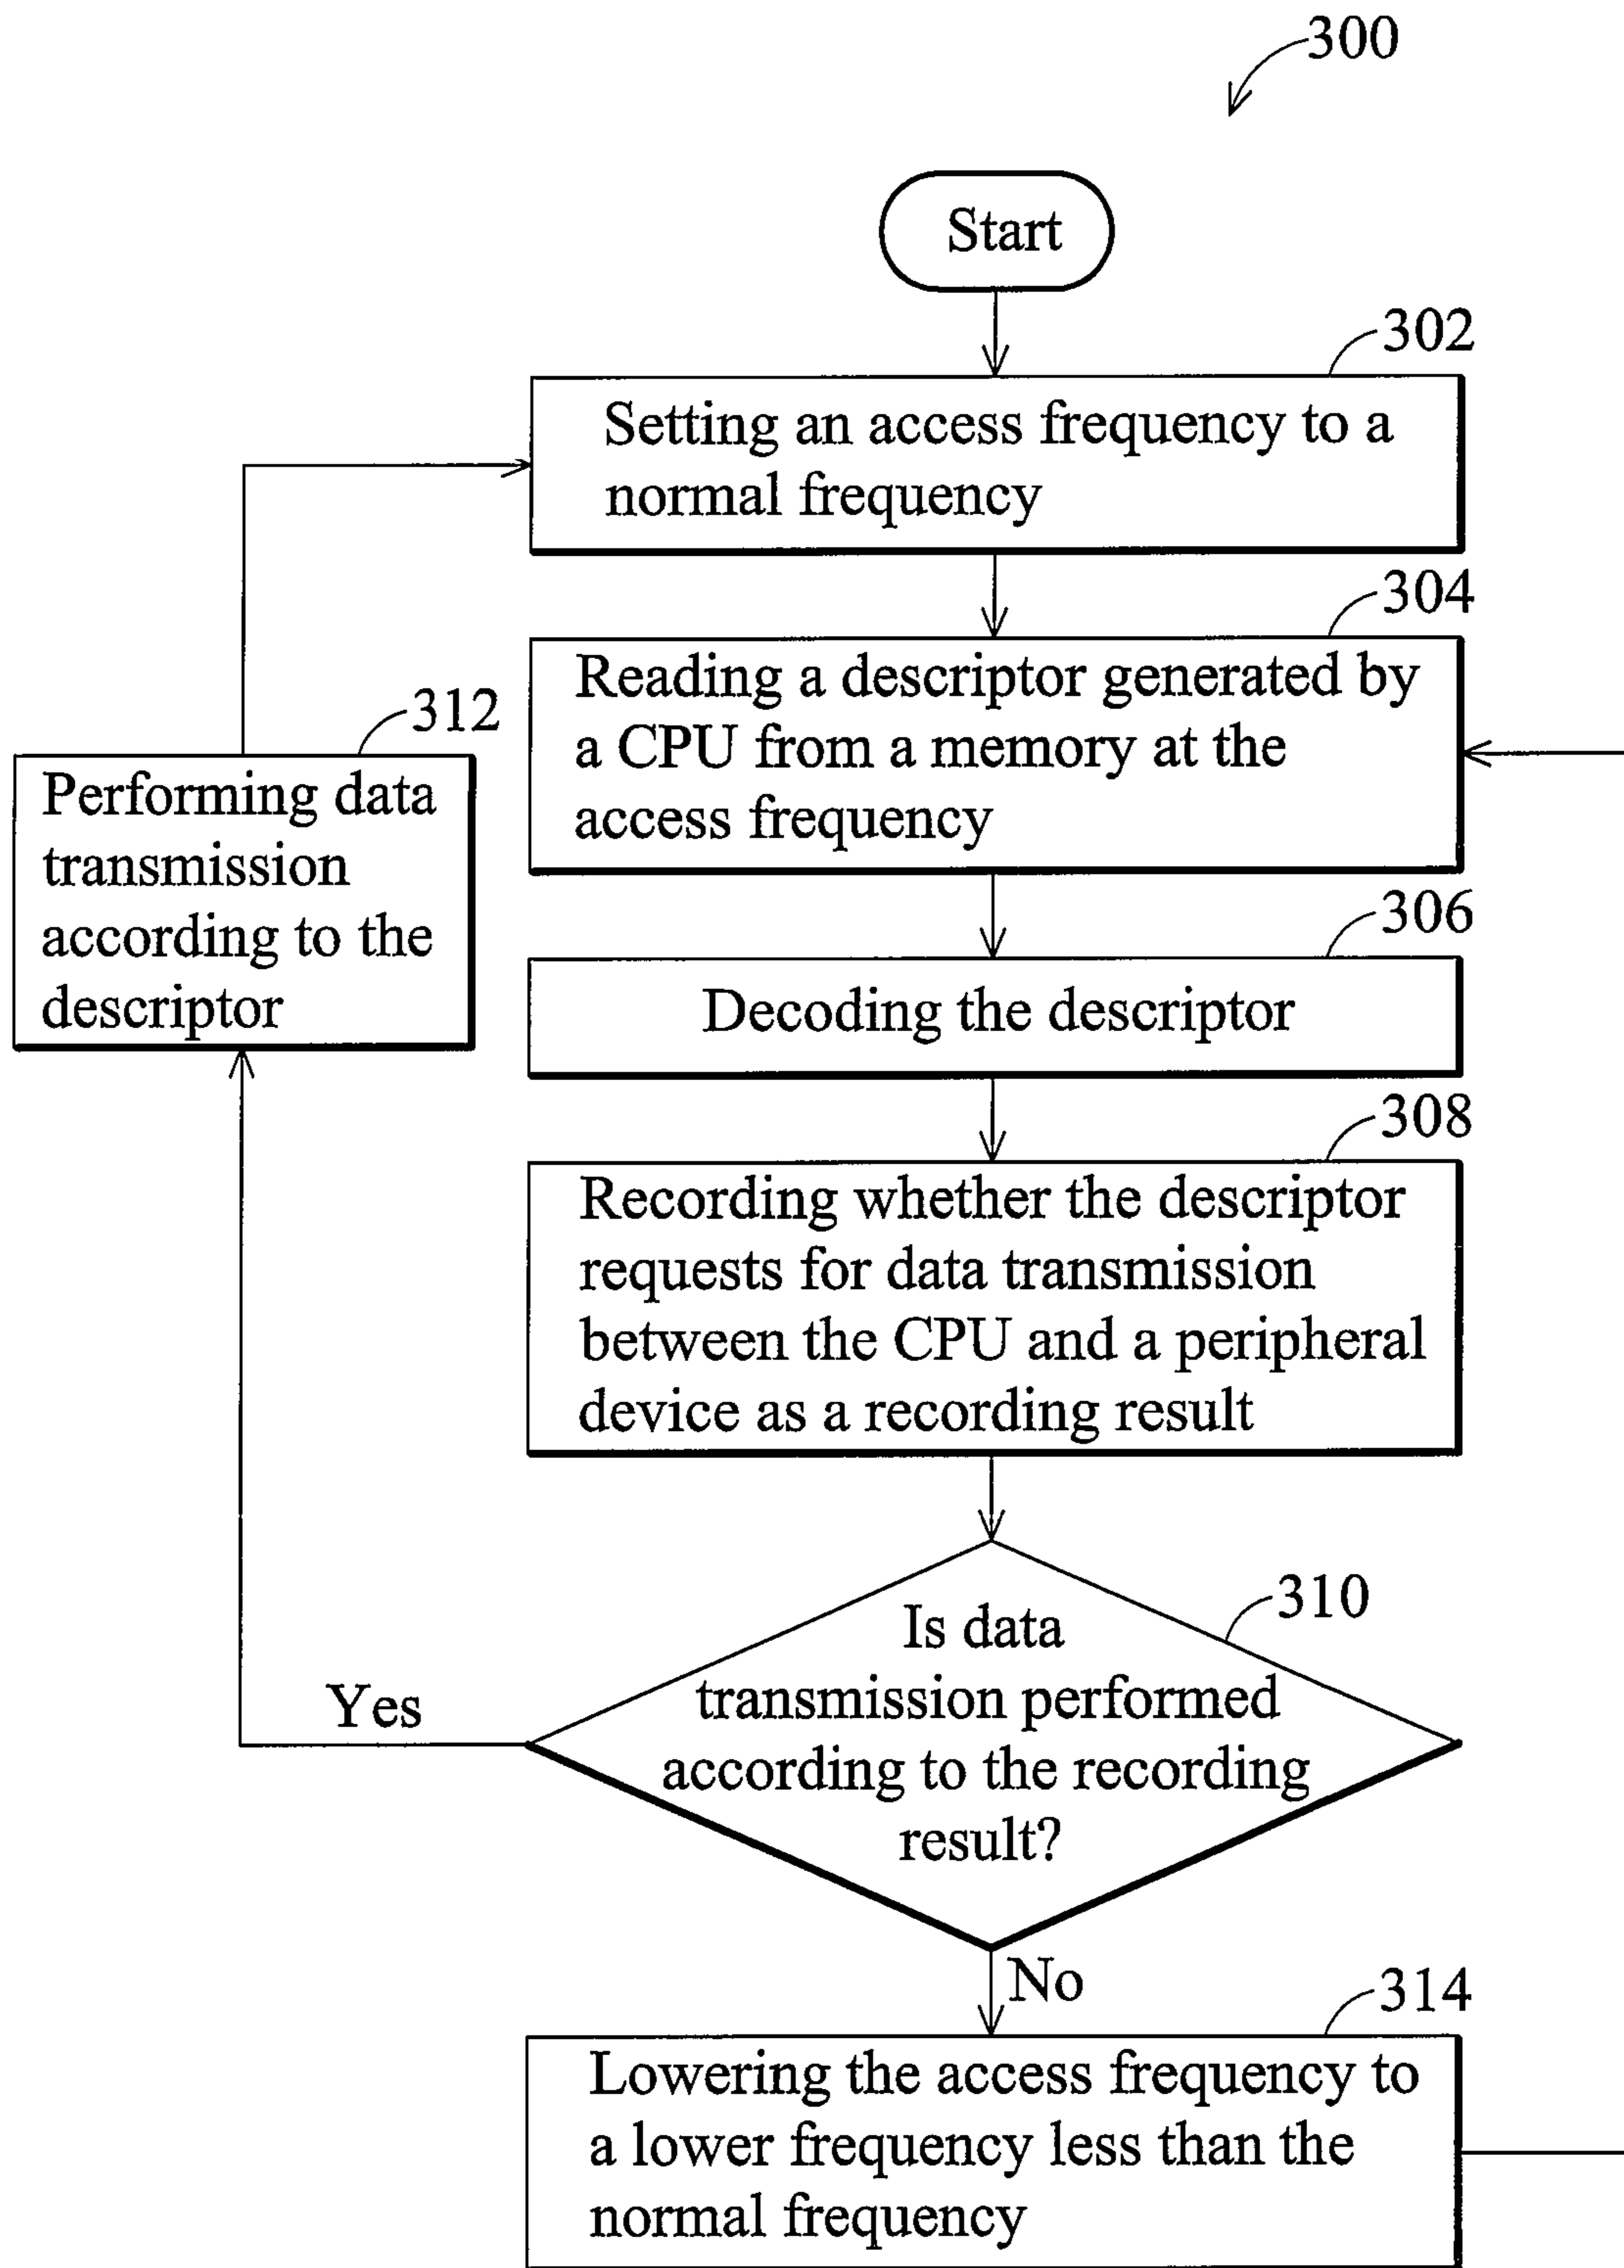 300
Start
302
Setting an access frequency to a
normal frequency
304
Reading a descriptor generated by
a CPU from a memory at the
access frequency
312
Performing data
transmission
according to the
descriptor
306
Decoding the descriptor
308
Recording whether the descriptor
requests for data transmission
between the CPU and a peripheral
device as a recording result
310
Is data
transmission performed
according to the recording
result?
Yes
No
314
Lowering the access frequency to
a lower frequency less than the
normal frequency